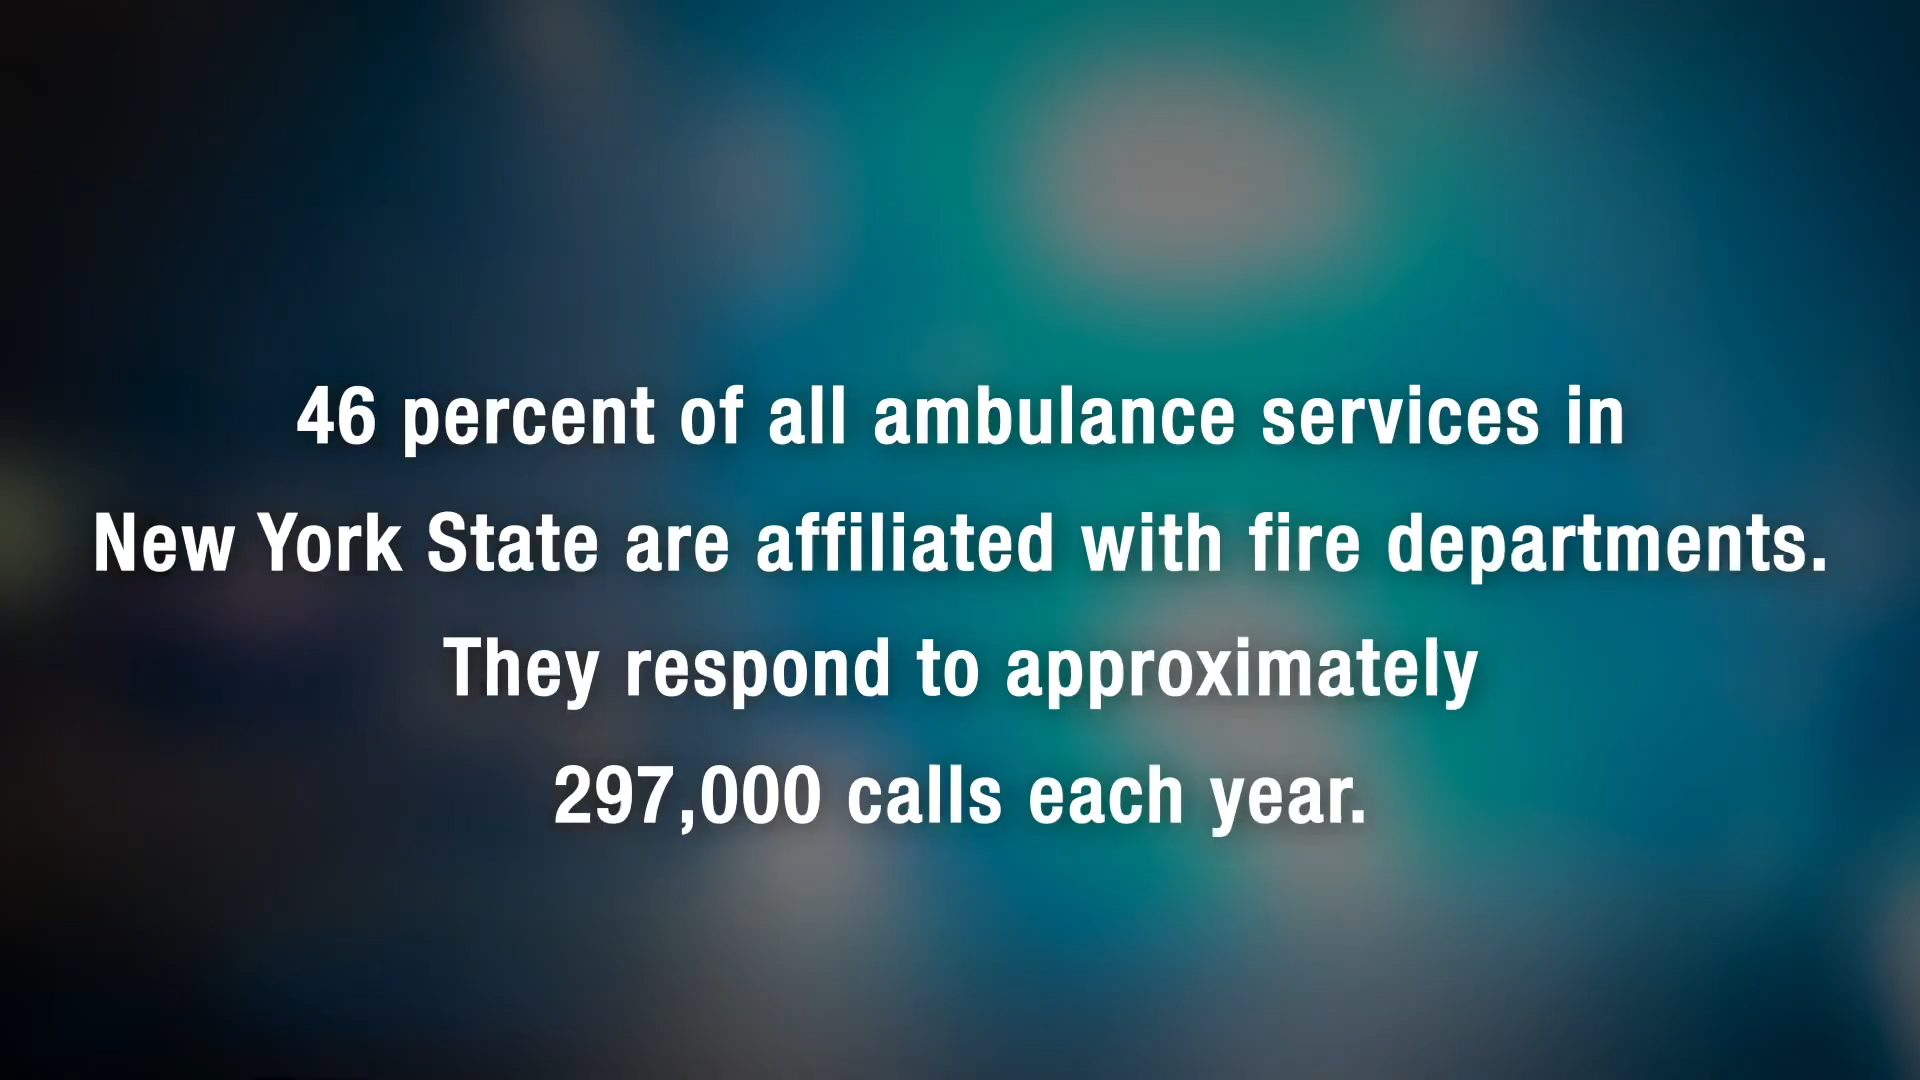 46 percent of all ambulance services in
New York State are affiliated with fire departments.
They respond to approximately
297,000 calls each year.